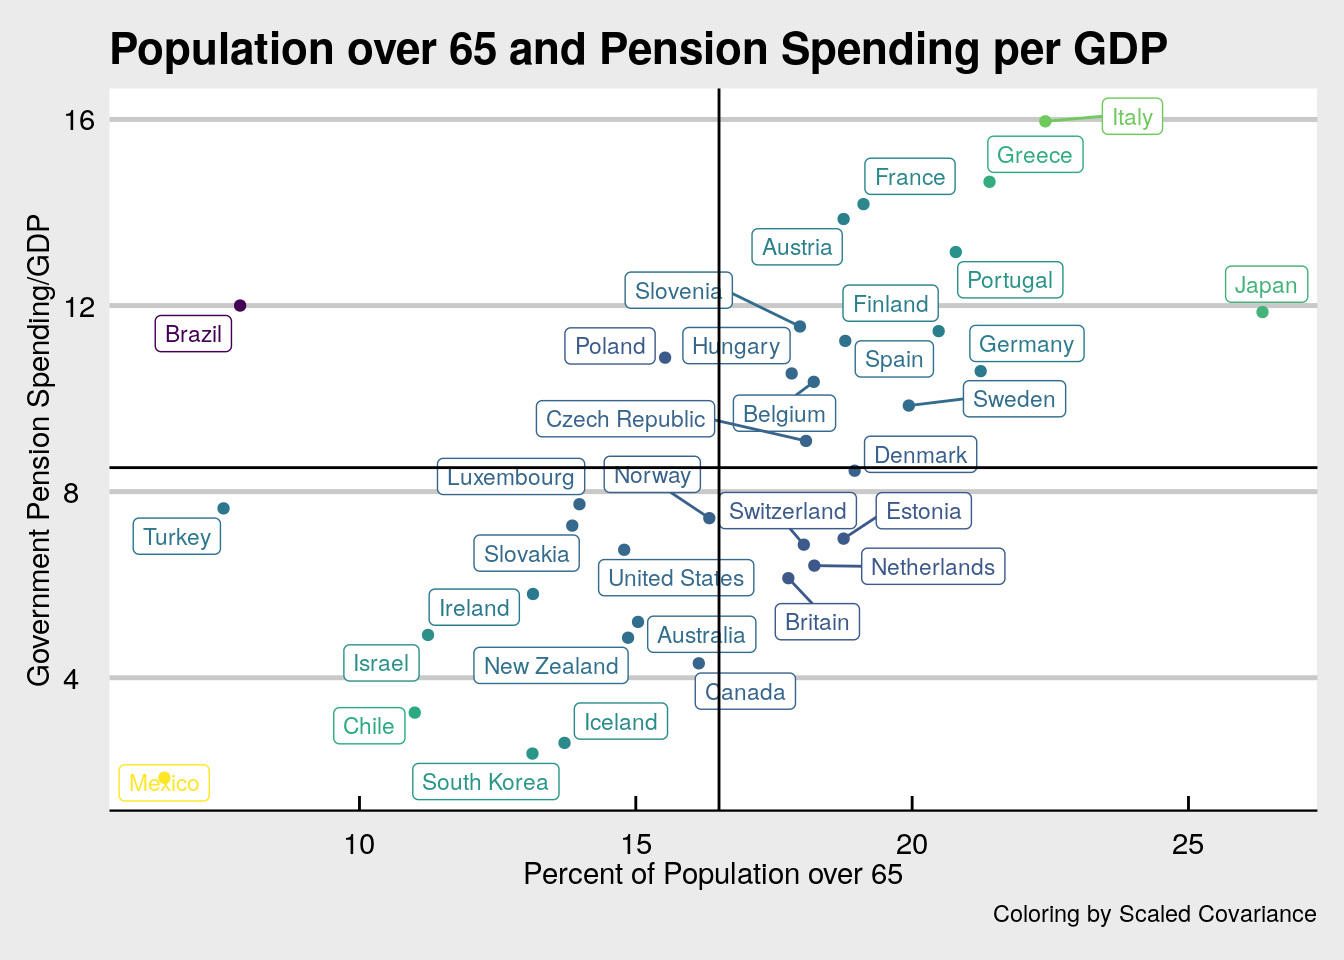 Population over 65 and Pension Spending per GDP
Government Pension Spending/GDP
16
12
8
4
Italy
Greece
France
Austria
Portugal
Japan
Slovenia
Finland
Brazil
Poland
Hungary
Germany
Spain
Sweden
Belgium
Czech Republic
Denmark
Luxembourg
Norway
Switzerland
Estonia
Turkey
Slovakia
Netherlands
United States
Ireland
Britain
Australia
Israel
New Zealand
Canada
Chile
Iceland
Mexico
South Korea
10
15
20
25
Percent of Population over 65
Coloring by Scaled Covariance